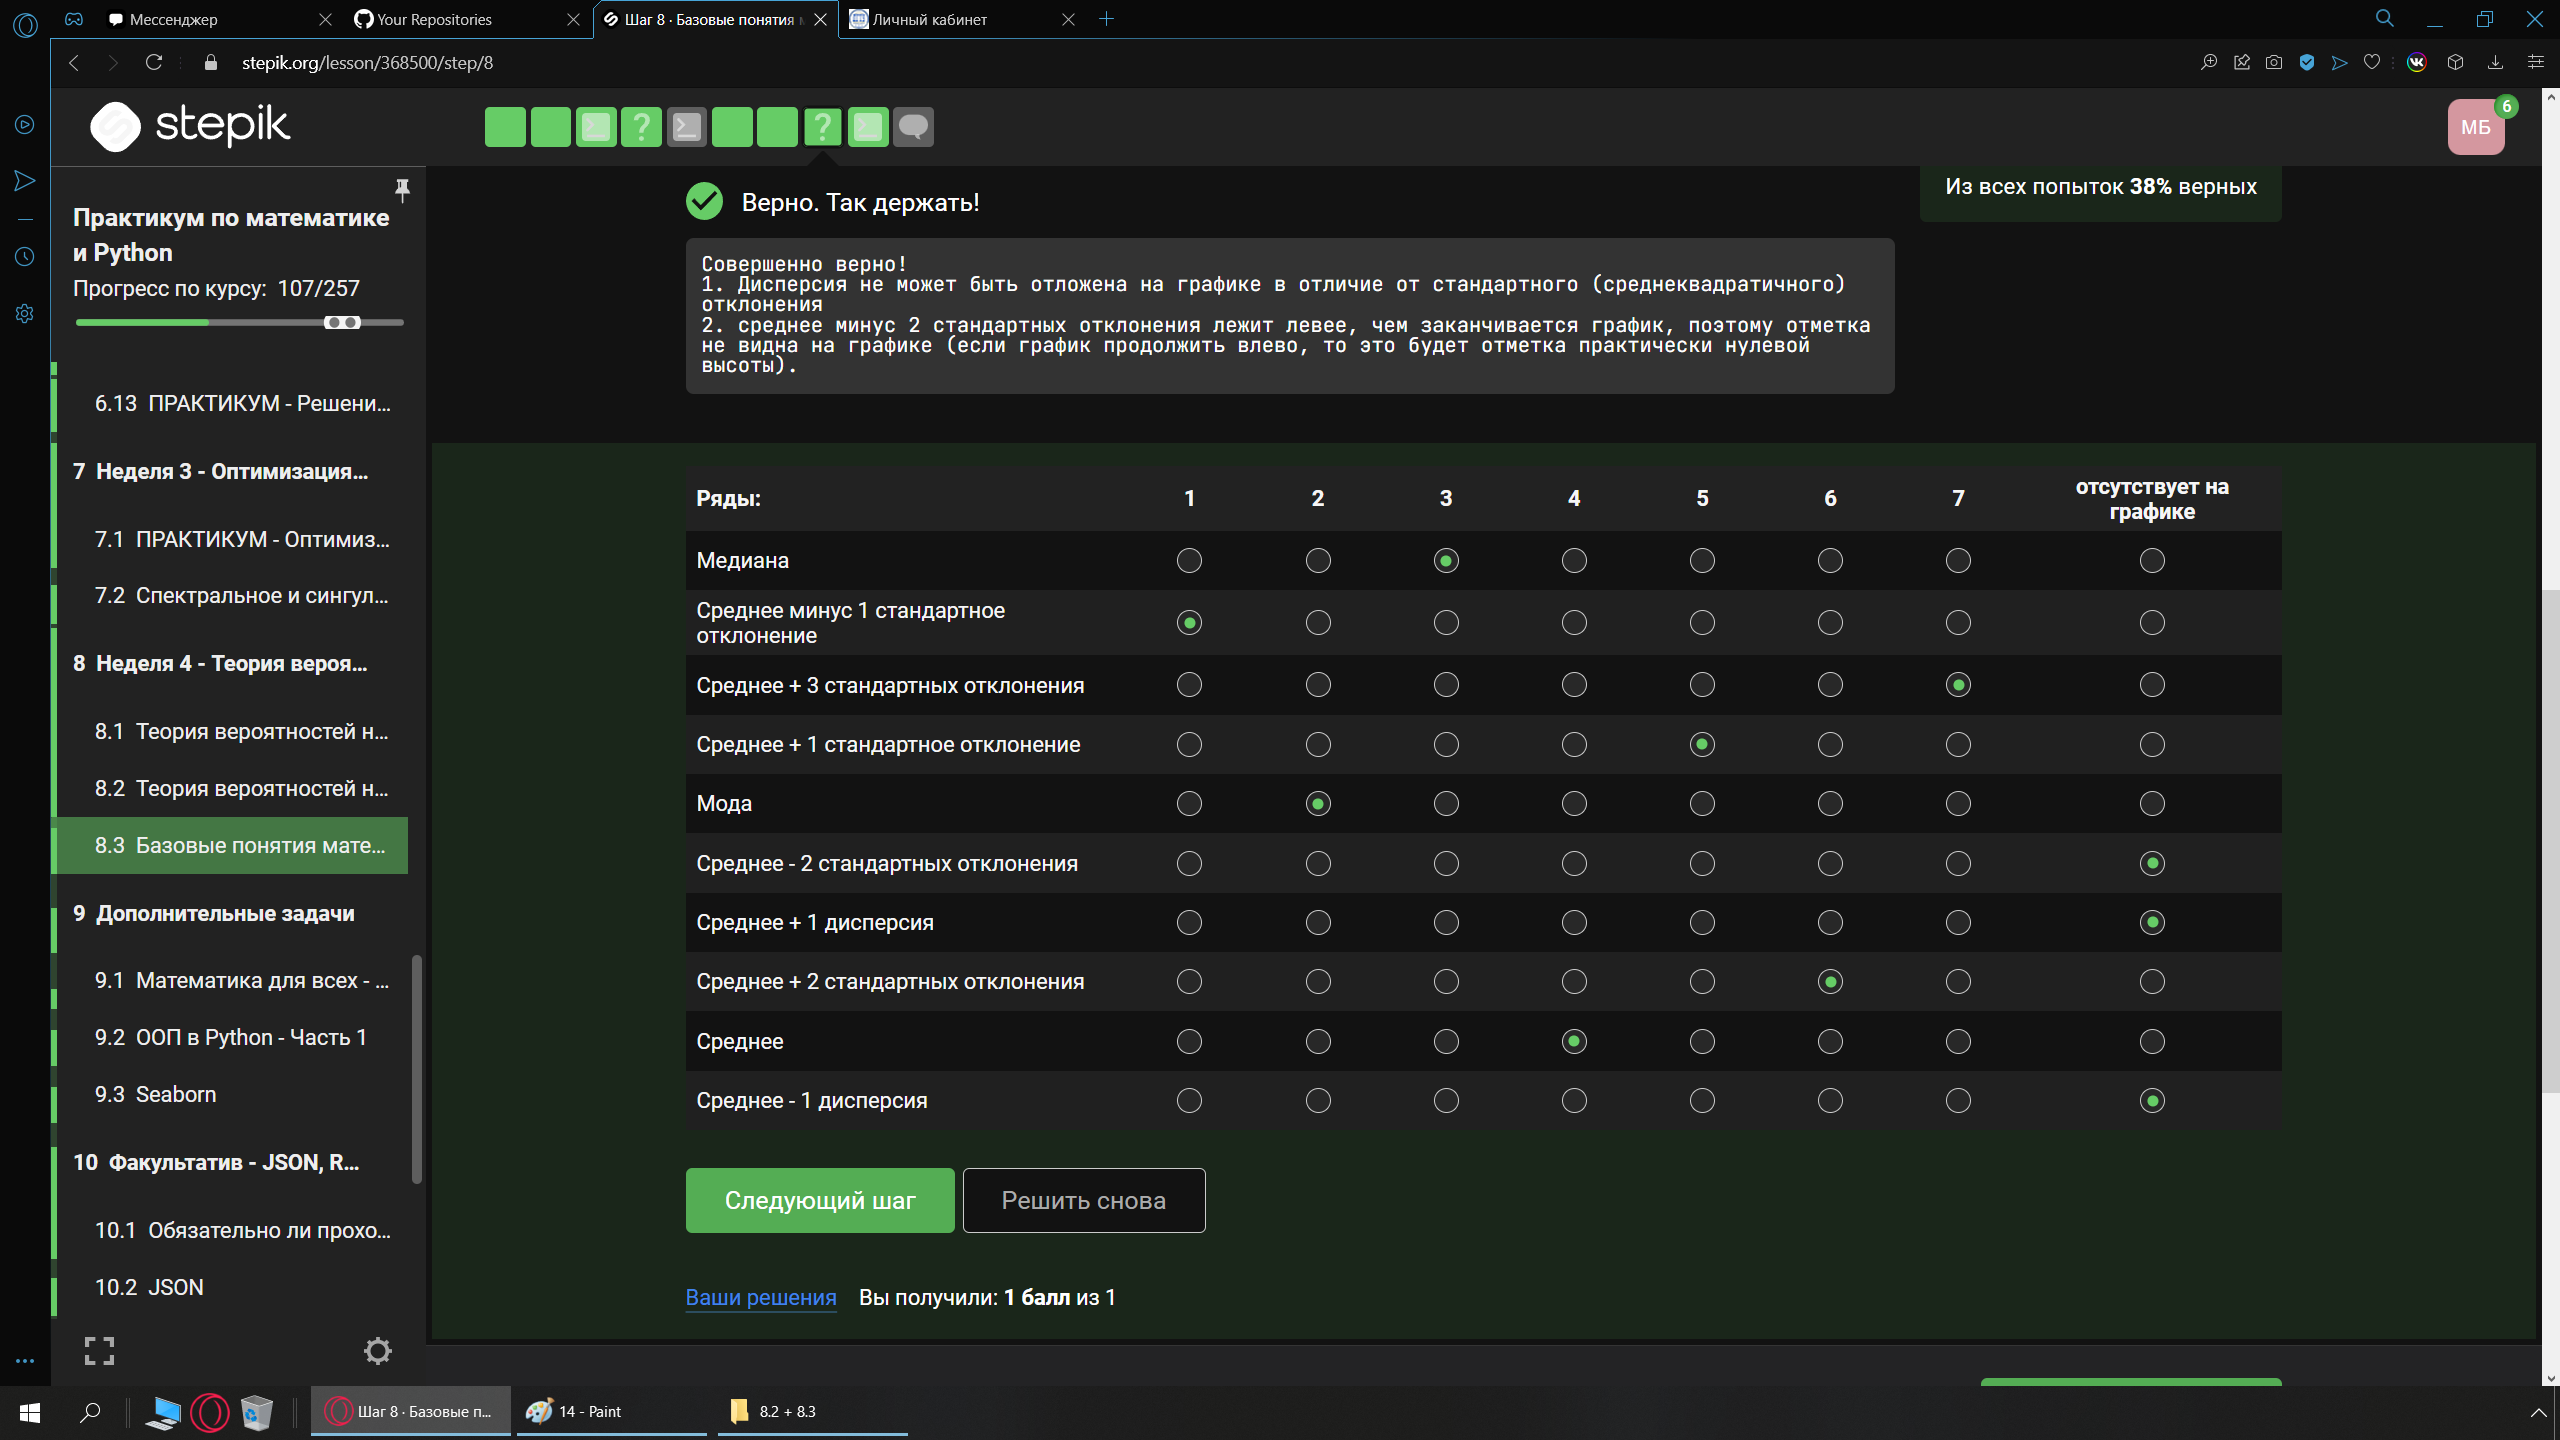 Мессенджер
Your Repositories
Шаг 8 · Базовые понятия м
Личный кабинет
stepik.org/lesson/368500/step/8
stepik
МБ
6
Практикум по математике
и Python
Прогресс по курсу: 107/257
6.13 ПРАКТИКУМ - Решени...
7 Неделя 3 - Оптимизация...
7.1 ПРАКТИКУМ - Оптимиз...
7.2 Спектральное и сингул...
8 Неделя 4 - Теория вероя...
8.1 Теория вероятностей н...
8.2 Теория вероятностей н...
8.3 Базовые понятия мате...
9 Дополнительные задачи
9.1 Математика для всех - ...
9.2 ООП в Python - Часть 1
9.3 Seaborn
10 Факультатив - JSON, R...
10.1 Обязательно ли прохо...
10.2 JSON
Верно. Так держать!
Из всех попыток 38% верных
Совершенно верно!
1. Дисперсия не может быть отложена на графике в отличие от стандартного (среднеквадратичного)
отклонения
2. среднее минус 2 стандартных отклонения лежит левее, чем заканчивается график, поэтому отметка
не видна на графике (если график продолжить влево, то это будет отметка практически нулевой
высоты).
Ряды: 1 2 3 4 5 6 7 отсутствует на
графике
Медиана
Среднее минус 1 стандартное
отклонение
Среднее + 3 стандартных отклонения
Среднее + 1 стандартное отклонение
Мода
Среднее - 2 стандартных отклонения
Среднее + 1 дисперсия
Среднее + 2 стандартных отклонения
Среднее
Среднее - 1 дисперсия
Следующий шаг
Решить снова
Ваши решения Вы получили: 1 балл из 1
Шаг 8 · Базовые п...
14 - Paint
8.2 + 8.3